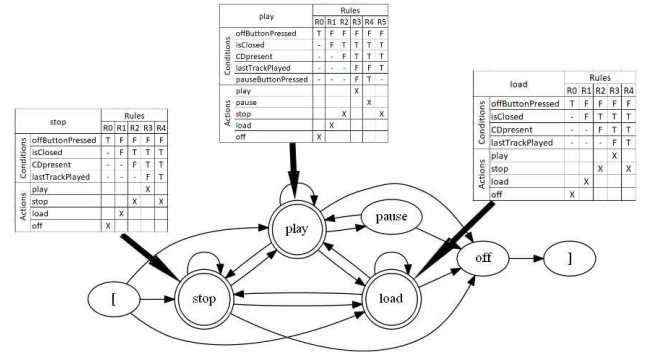 play Rules
R0 R1 R2 R3 R4 R5
Conditions
offButtonPressed T F F F F F
isClosed - F T T T T
CDpresent - - F T T T
lastTrackPlayed - - - F F T
pauseButtonPressed - - - F T -
Actions
play X
pause X
stop X X
load X
off X
load Rules
R0 R1 R2 R3 R4
Conditions
offButtonPressed T F F F F
isClosed - F T T T
CDpresent - - F T T
lastTrackPlayed - - - F T
Actions
play X
stop X X
load X
off X
stop Rules
R0 R1 R2 R3 R4
Conditions
offButtonPressed T F F F F
isClosed - F T T T
CDpresent - - F T T
lastTrackPlayed - - - F T
Actions
play X
stop X X
load X
off X
play
pause
off
]
[
stop
load